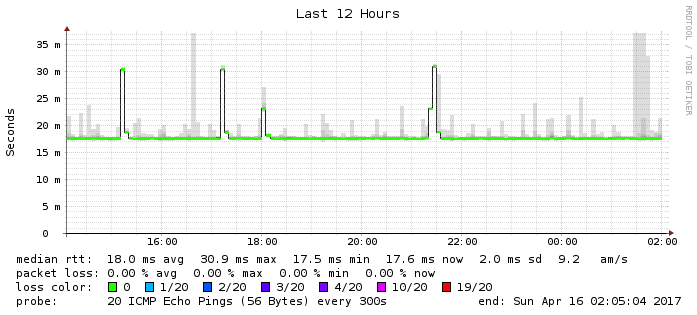 Last 12 Hours
RRDTOOL / TOBI OETIKER
Seconds
35 m
30 m
25 m
20 m
15 m
10 m
5 m
0
16:00 18:00 20:00 22:00 00:00 02:00
median rtt: 18.0 ms avg 30.9 ms max 17.5 ms min 17.6 ms now 2.0 ms sd 9.2 am/s
packet loss: 0.00 % avg 0.00 % max 0.00 % min 0.00 % now
loss color: 0 1/20 2/20 3/20 4/20 10/20 19/20
probe: 20 ICMP Echo Pings (56 Bytes) every 300s end: Sun Apr 16 02:05:04 2017